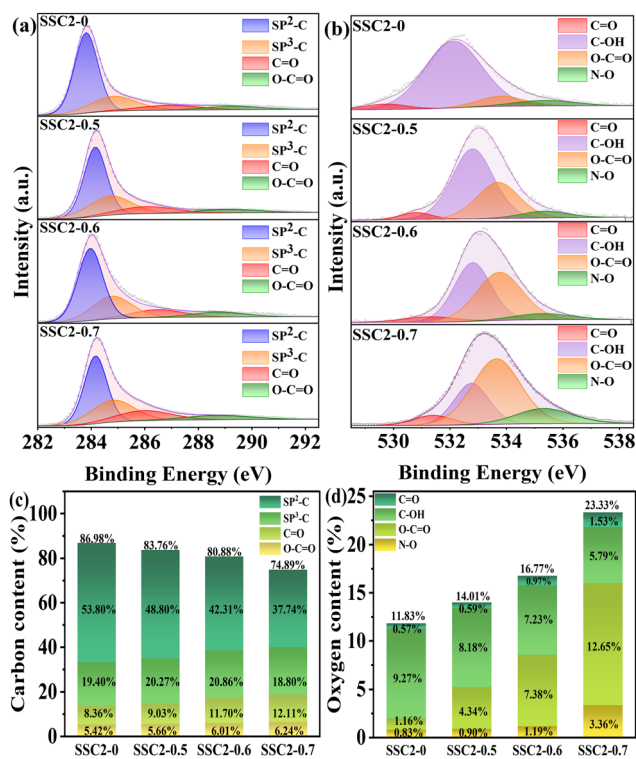 (a)
SSC2-0
SP²-C
SP³-C
C=O
O-C=O
SSC2-0.5
SP²-C
SP³-C
C=O
O-C=O
SSC2-0.6
SP²-C
SP³-C
C=O
O-C=O
SSC2-0.7
SP²-C
SP³-C
C=O
O-C=O
Intensity (a.u.)
282 284 286 288 290 292
Binding Energy (eV)
(b)
SSC2-0
C=O
C-OH
O-C=O
N-O
SSC2-0.5
C=O
C-OH
O-C=O
N-O
SSC2-0.6
C=O
C-OH
O-C=O
N-O
SSC2-0.7
C=O
C-OH
O-C=O
N-O
Intensity (a.u.)
530 532 534 536 538
Binding Energy (eV)
(c)
SP²-C
SP³-C
C=O
O-C=O
Carbon content (%)
100
80
60
40
20
0
86.98% 83.76% 80.88% 74.89%
53.80% 48.80% 42.31% 37.74%
19.40% 20.27% 20.86% 18.80%
8.36% 9.03% 11.70% 12.11%
5.42% 5.66% 6.01% 6.24%
SSC2-0 SSC2-0.5 SSC2-0.6 SSC2-0.7
(d)
C=O
C-OH
O-C=O
N-O
Oxygen content (%)
25
20
15
10
5
0
11.83% 14.01% 16.77% 23.33%
0.57% 0.59% 0.97% 1.53%
9.27% 8.18% 7.23% 5.79%
1.16% 4.34% 7.38% 12.65%
0.83% 0.90% 1.19% 3.36%
SSC2-0 SSC2-0.5 SSC2-0.6 SSC2-0.7